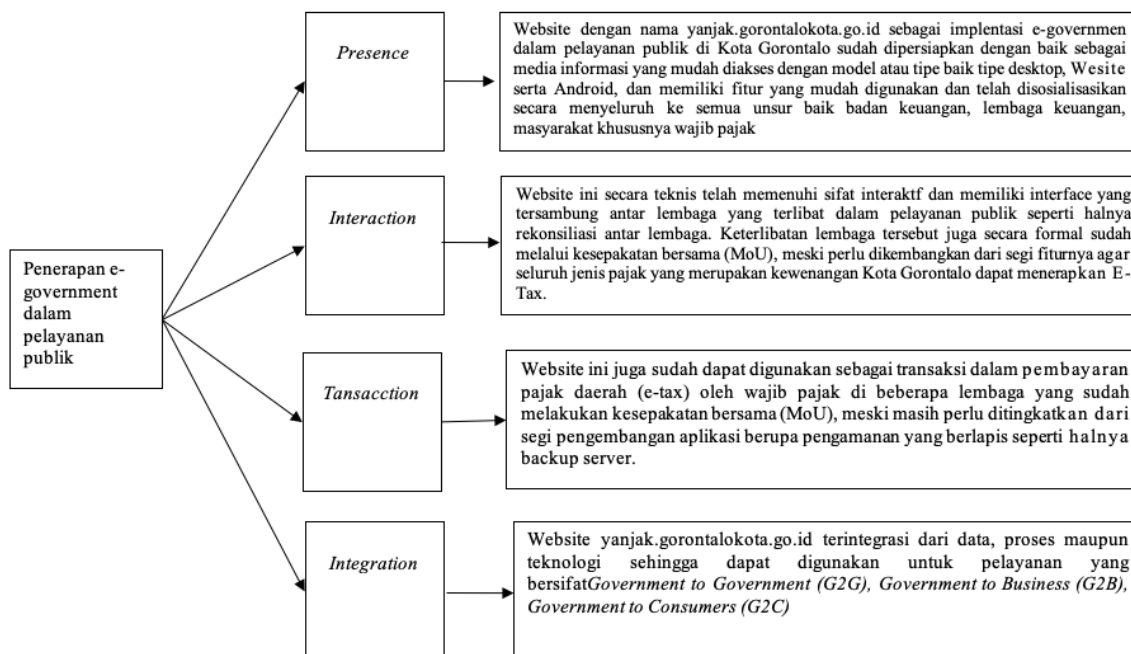 Penerapan e-
government
dalam
pelayanan
publik
Presence
Website dengan nama yanjak.gorontalokota.go.id sebagai implentasi e-governmen
dalam pelayanan publik di Kota Gorontalo sudah dipersiapkan dengan baik sebagai
media informasi yang mudah diakses dengan model atau tipe baik tipe desktop, Wesite
serta Android, dan memiliki fitur yang mudah digunakan dan telah disosialisasikan
secara menyeluruh ke semua unsur baik badan keuangan, lembaga keuangan,
masyarakat khususnya wajib pajak
Interaction
Website ini secara teknis telah memenuhi sifat interaktf dan memiliki interface yang
tersambung antar lembaga yang terlibat dalam pelayanan publik seperti halnya
rekonsiliasi antar lembaga. Keterlibatan lembaga tersebut juga secara formal sudah
melalui kesepakatan bersama (MoU), meski perlu dikembangkan dari segi fiturnya agar
seluruh jenis pajak yang merupakan kewenangan Kota Gorontalo dapat menerapkan E-
Tax.
Tansacction
Website ini juga sudah dapat digunakan sebagai transaksi dalam pembayaran
pajak daerah (e-tax) oleh wajib pajak di beberapa lembaga yang sudah
melakukan kesepakatan bersama (MoU), meski masih perlu ditingkatkan dari
segi pengembangan aplikasi berupa pengamanan yang berlapis seperti halnya
backup server.
Integration
Website yanjak.gorontalokota.go.id terintegrasi dari data, proses maupun
teknologi sehingga dapat digunakan untuk pelayanan yang
bersifatGovernment to Government (G2G), Government to Business (G2B),
Government to Consumers (G2C)